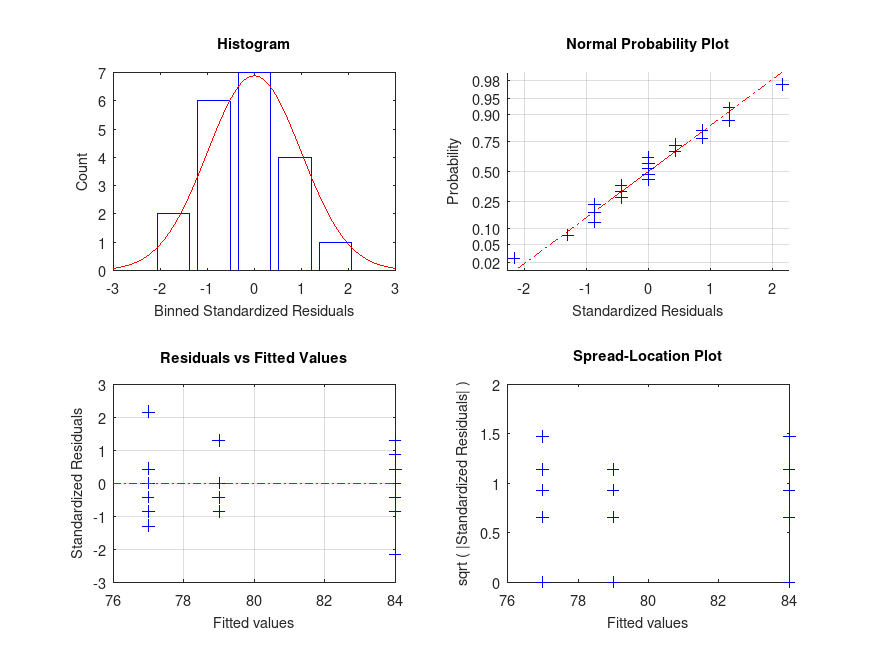 Histogram
7
6
5
4
3
2
1
0
Count
-3 -2 -1 0 1 2 3
Binned Standardized Residuals
Normal Probability Plot
0.98
0.95
0.90
0.75
0.50
0.25
0.10
0.05
0.02
Probability
-2 -1 0 1 2
Standardized Residuals
Residuals vs Fitted Values
3
2
1
0
-1
-2
-3
Standardized Residuals
76 78 80 82 84
Fitted values
Spread-Location Plot
2
1.5
1
0.5
0
sqrt ( |Standardized Residuals| )
76 78 80 82 84
Fitted values